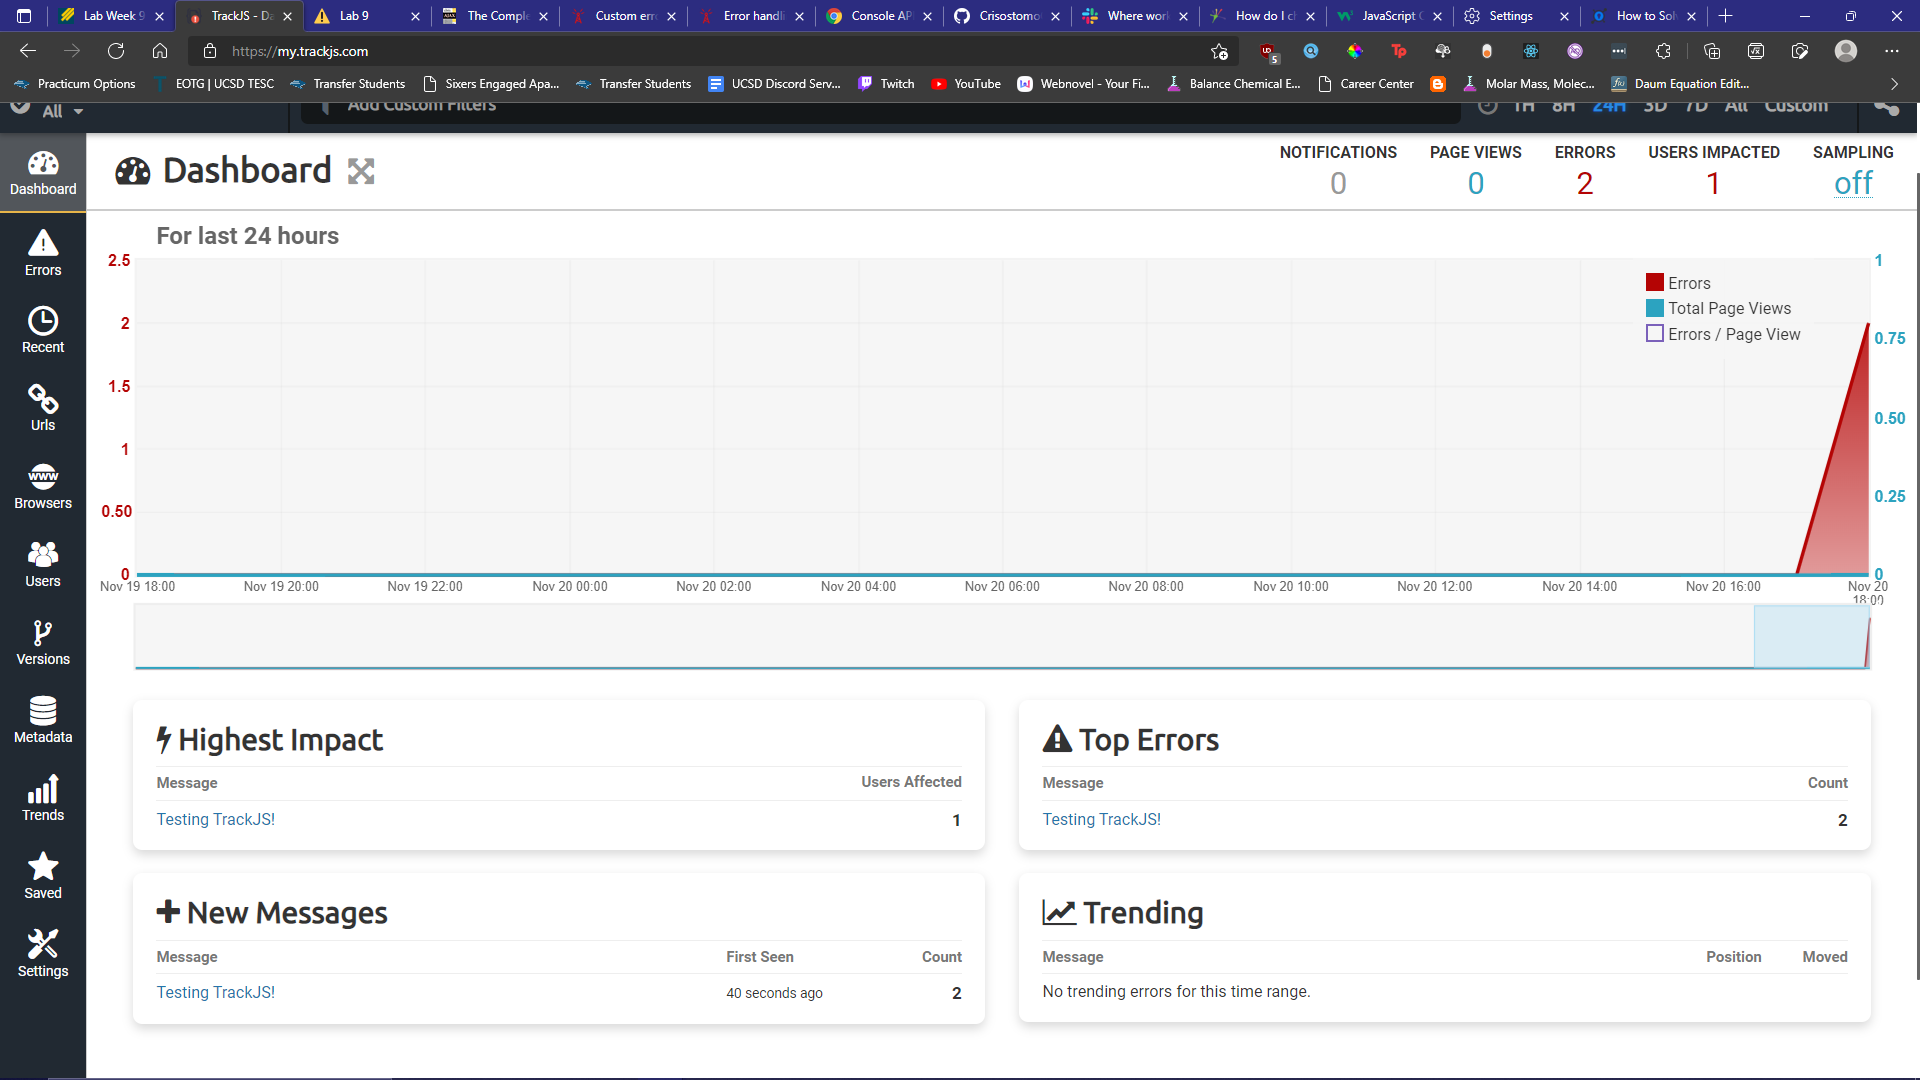 Lab Week 9
TrackJS - Da
Lab 9
The Comple
Custom erro
Error handli
Console API
Crisostomo
Where work
How do I ch
JavaScript
Settings
How to Sol
https://my.trackjs.com
5
Practicum Options
EOTG | UCSD TESC
Transfer Students
Sixers Engaged Apa...
Transfer Students
UCSD Discord Serv...
Twitch
YouTube
Webnovel - Your Fi...
Balance Chemical E...
Career Center
Molar Mass, Molec...
Daum Equation Edit...
All
Add Custom Filters
1H 8H 24H 3D 7D All Custom
Dashboard
Errors
Recent
Urls
www
Browsers
Users
Versions
Metadata
Trends
Saved
Settings
Dashboard
NOTIFICATIONS
0
PAGE VIEWS
0
ERRORS
2
USERS IMPACTED
1
SAMPLING
off
For last 24 hours
2.5
2
1.5
1
0.50
0
1
0.75
0.50
0.25
0
Errors
Total Page Views
Errors / Page View
Nov 19 18:00
Nov 19 20:00
Nov 19 22:00
Nov 20 00:00
Nov 20 02:00
Nov 20 04:00
Nov 20 06:00
Nov 20 08:00
Nov 20 10:00
Nov 20 12:00
Nov 20 14:00
Nov 20 16:00
Nov 20
18:00
Highest Impact
Message Users Affected
Testing TrackJS! 1
Top Errors
Message Count
Testing TrackJS! 2
New Messages
Message First Seen Count
Testing TrackJS! 40 seconds ago 2
Trending
Message Position Moved
No trending errors for this time range.